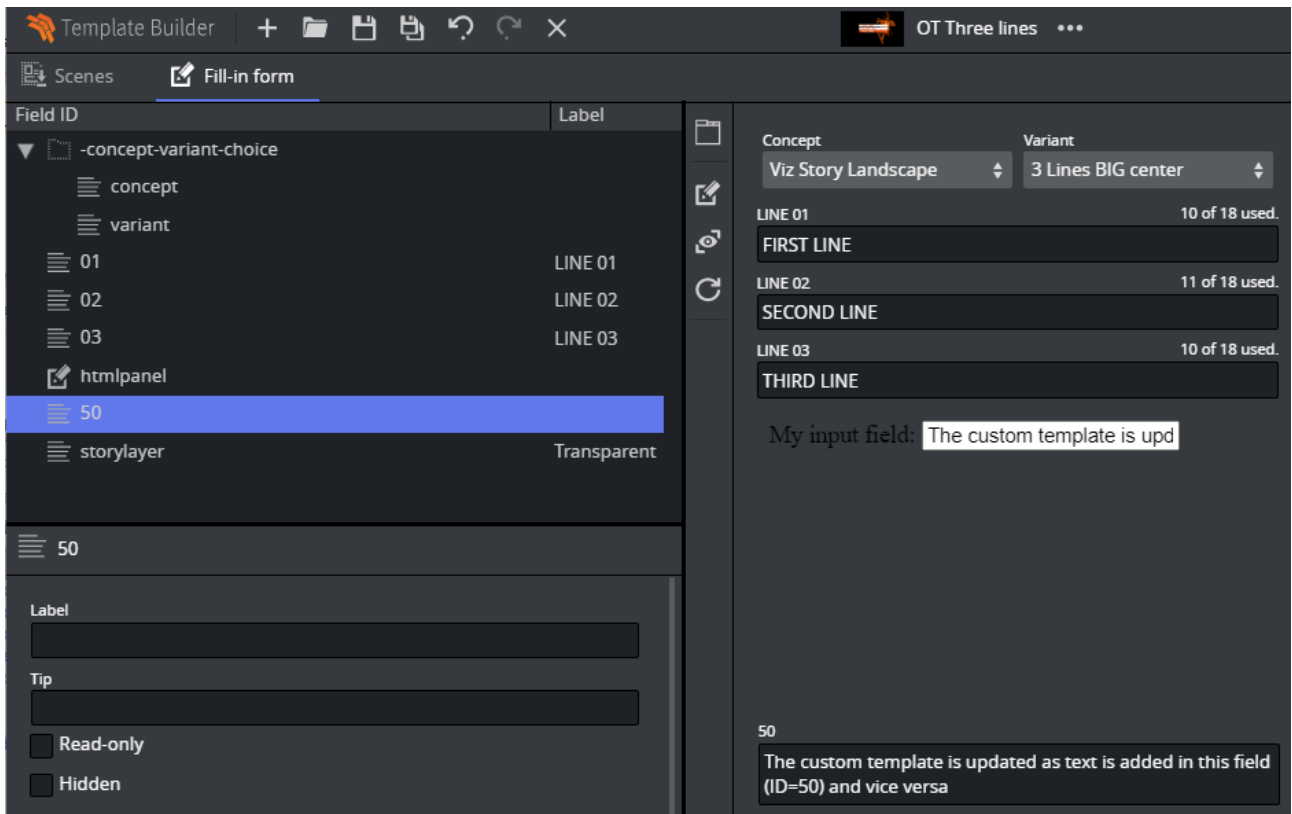 Template Builder
OT Three lines
Scenes
Fill-in form
Field ID Label
-concept-variant-choice
concept
variant
01 LINE 01
02 LINE 02
03 LINE 03
htmlpanel
50
storylayer Transparent
50
Label
Tip
Read-only
Hidden
Concept Variant
Viz Story Landscape 3 Lines BIG center
LINE 01 10 of 18 used.
FIRST LINE
LINE 02 11 of 18 used.
SECOND LINE
LINE 03 10 of 18 used.
THIRD LINE
My input field: The custom template is upd
50
The custom template is updated as text is added in this field
(ID=50) and vice versa